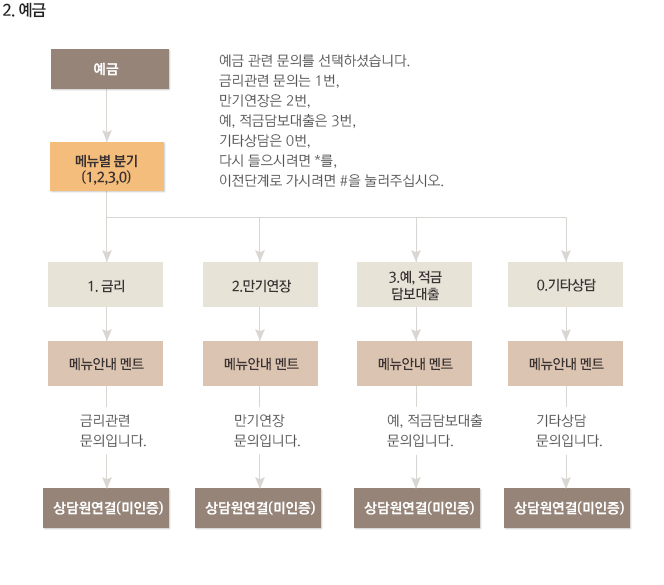 2. 예금
예금
예금 관련 문의를 선택하셨습니다.
금리관련 문의는 1번,
만기연장은 2번,
예, 적금담보대출은 3번,
기타상담은 0번,
다시 들으시려면 *를,
이전단계로 가시려면 #을 눌러주십시오.
메뉴별 분기
(1,2,3,0)
1. 금리
2.만기연장
3.예, 적금
담보대출
0.기타상담
메뉴안내 멘트
메뉴안내 멘트
메뉴안내 멘트
메뉴안내 멘트
금리관련
문의입니다.
만기연장
문의입니다.
예, 적금담보대출
문의입니다.
기타상담
문의입니다.
상담원연결(미인증)
상담원연결(미인증)
상담원연결(미인증)
상담원연결(미인증)